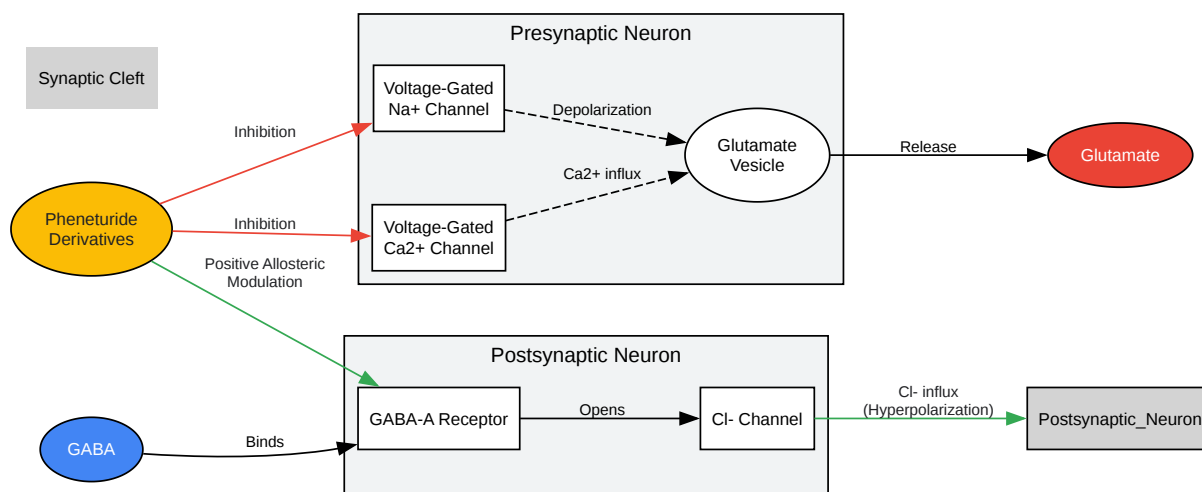 Presynaptic Neuron
Synaptic Cleft
Voltage-Gated
Na+ Channel
Depolarization
Inhibition
Glutamate
Vesicle
Release
Glutamate
Ca2+ influx
Pheneturide
Derivatives
Inhibition
Voltage-Gated
Ca2+ Channel
Positive Allosteric
Modulation
Postsynaptic Neuron
GABA-A Receptor
Opens
Cl- Channel
Cl- influx
(Hyperpolarization)
Postsynaptic_Neuron
GABA
Binds